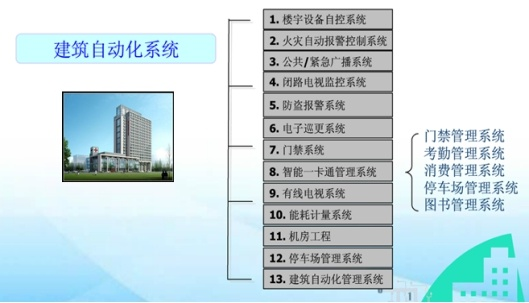 建筑自动化系统
1. 楼宇设备自控系统
2. 火灾自动报警控制系统
3. 公共/紧急广播系统
4. 闭路电视监控系统
5. 防盗报警系统
6. 电子巡更系统
7. 门禁系统
8. 智能一卡通管理系统
9. 有线电视系统
10. 能耗计量系统
11. 机房工程
12. 停车场管理系统
13. 建筑自动化管理系统
门禁管理系统
考勤管理系统
消费管理系统
停车场管理系统
图书管理系统